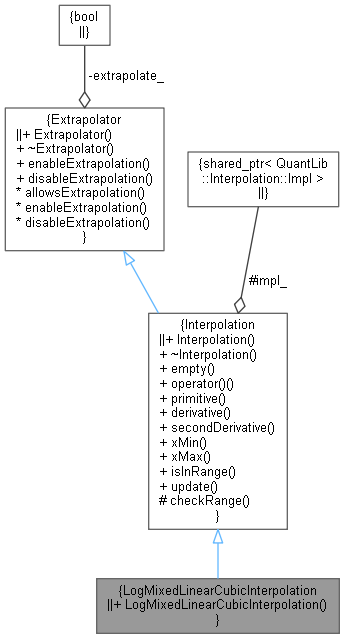 {bool
||}
-extrapolate_
{Extrapolator
||+ Extrapolator()
+ ~Extrapolator()
+ enableExtrapolation()
+ disableExtrapolation()
* allowsExtrapolation()
* enableExtrapolation()
* disableExtrapolation()
}
{shared_ptr< QuantLib
::Interpolation::Impl >
||}
#impl_
{Interpolation
||+ Interpolation()
+ ~Interpolation()
+ empty()
+ operator()()
+ primitive()
+ derivative()
+ secondDerivative()
+ xMin()
+ xMax()
+ isInRange()
+ update()
# checkRange()
}
{LogMixedLinearCubicInterpolation
||+ LogMixedLinearCubicInterpolation()
}